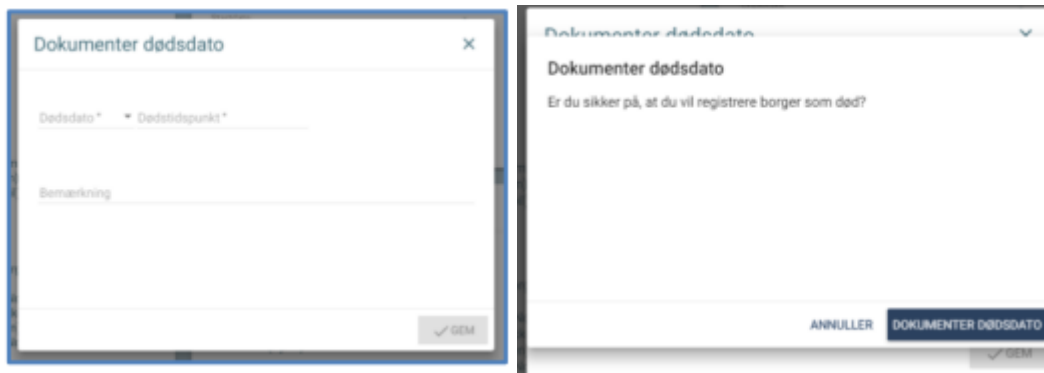 Dokumenter dødsdato
Dødsdato * Dødstidspunkt *
Bemærkning
GEM
Dokumenter dødsdato
Dokumenter dødsdato
Er du sikker på, at du vil registrere borger som død?
ANNULLER DOKUMENTER DØDSDATO
GEM